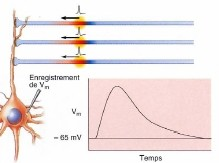 Enregistrement
de Vm
Vm
– 65 mV
Temps